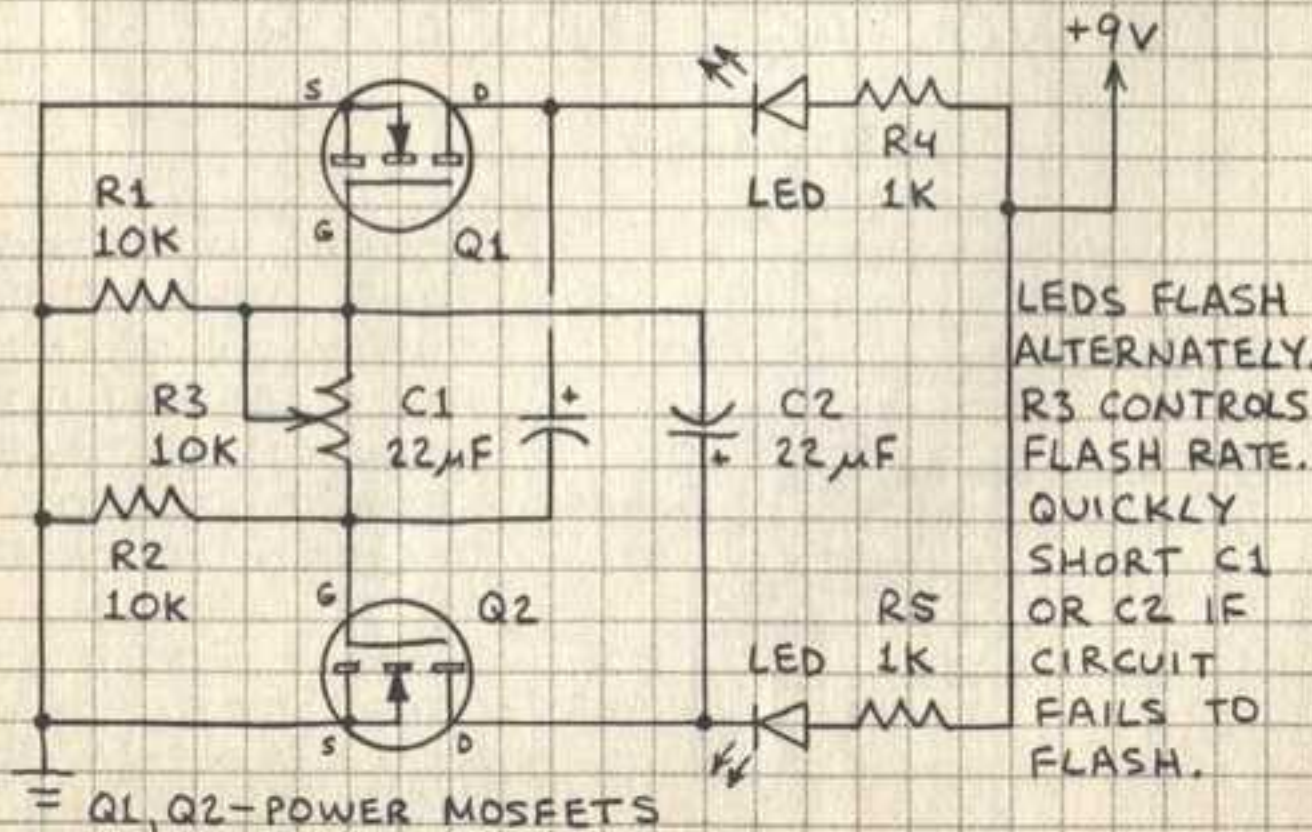 +9V
S
D
R4
LED 1K
R1
10K
G
Q1
LEDS FLASH
ALTERNATELY.
R3 CONTROLS
FLASH RATE.
QUICKLY
SHORT C1
OR C2 IF
CIRCUIT
FAILS TO
FLASH.
R3
10K
C1
22µF
+
C2
22µF
+
R2
10K
G
Q2
R5
LED 1K
S
D
Q1, Q2-POWER MOSFETS